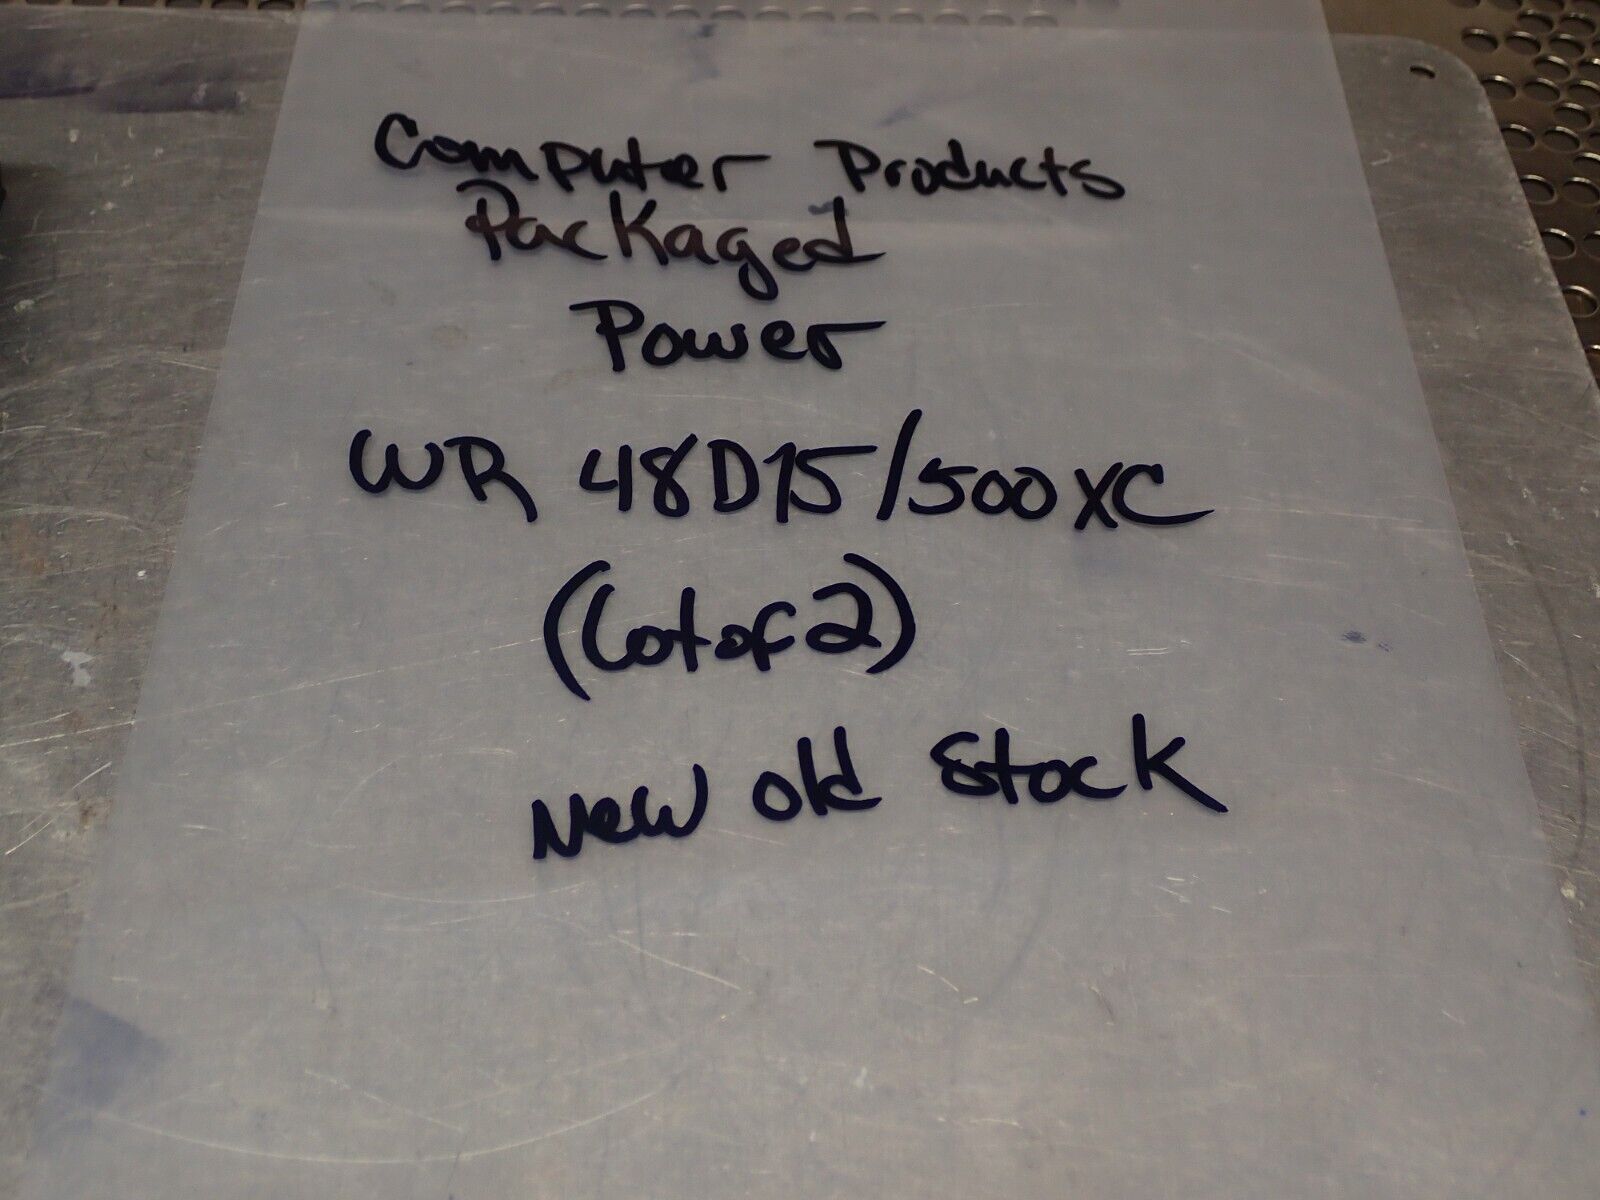 Computer Products
Packaged
Power
WR 48D15/500XC
(Lot of 2)
New old Stock